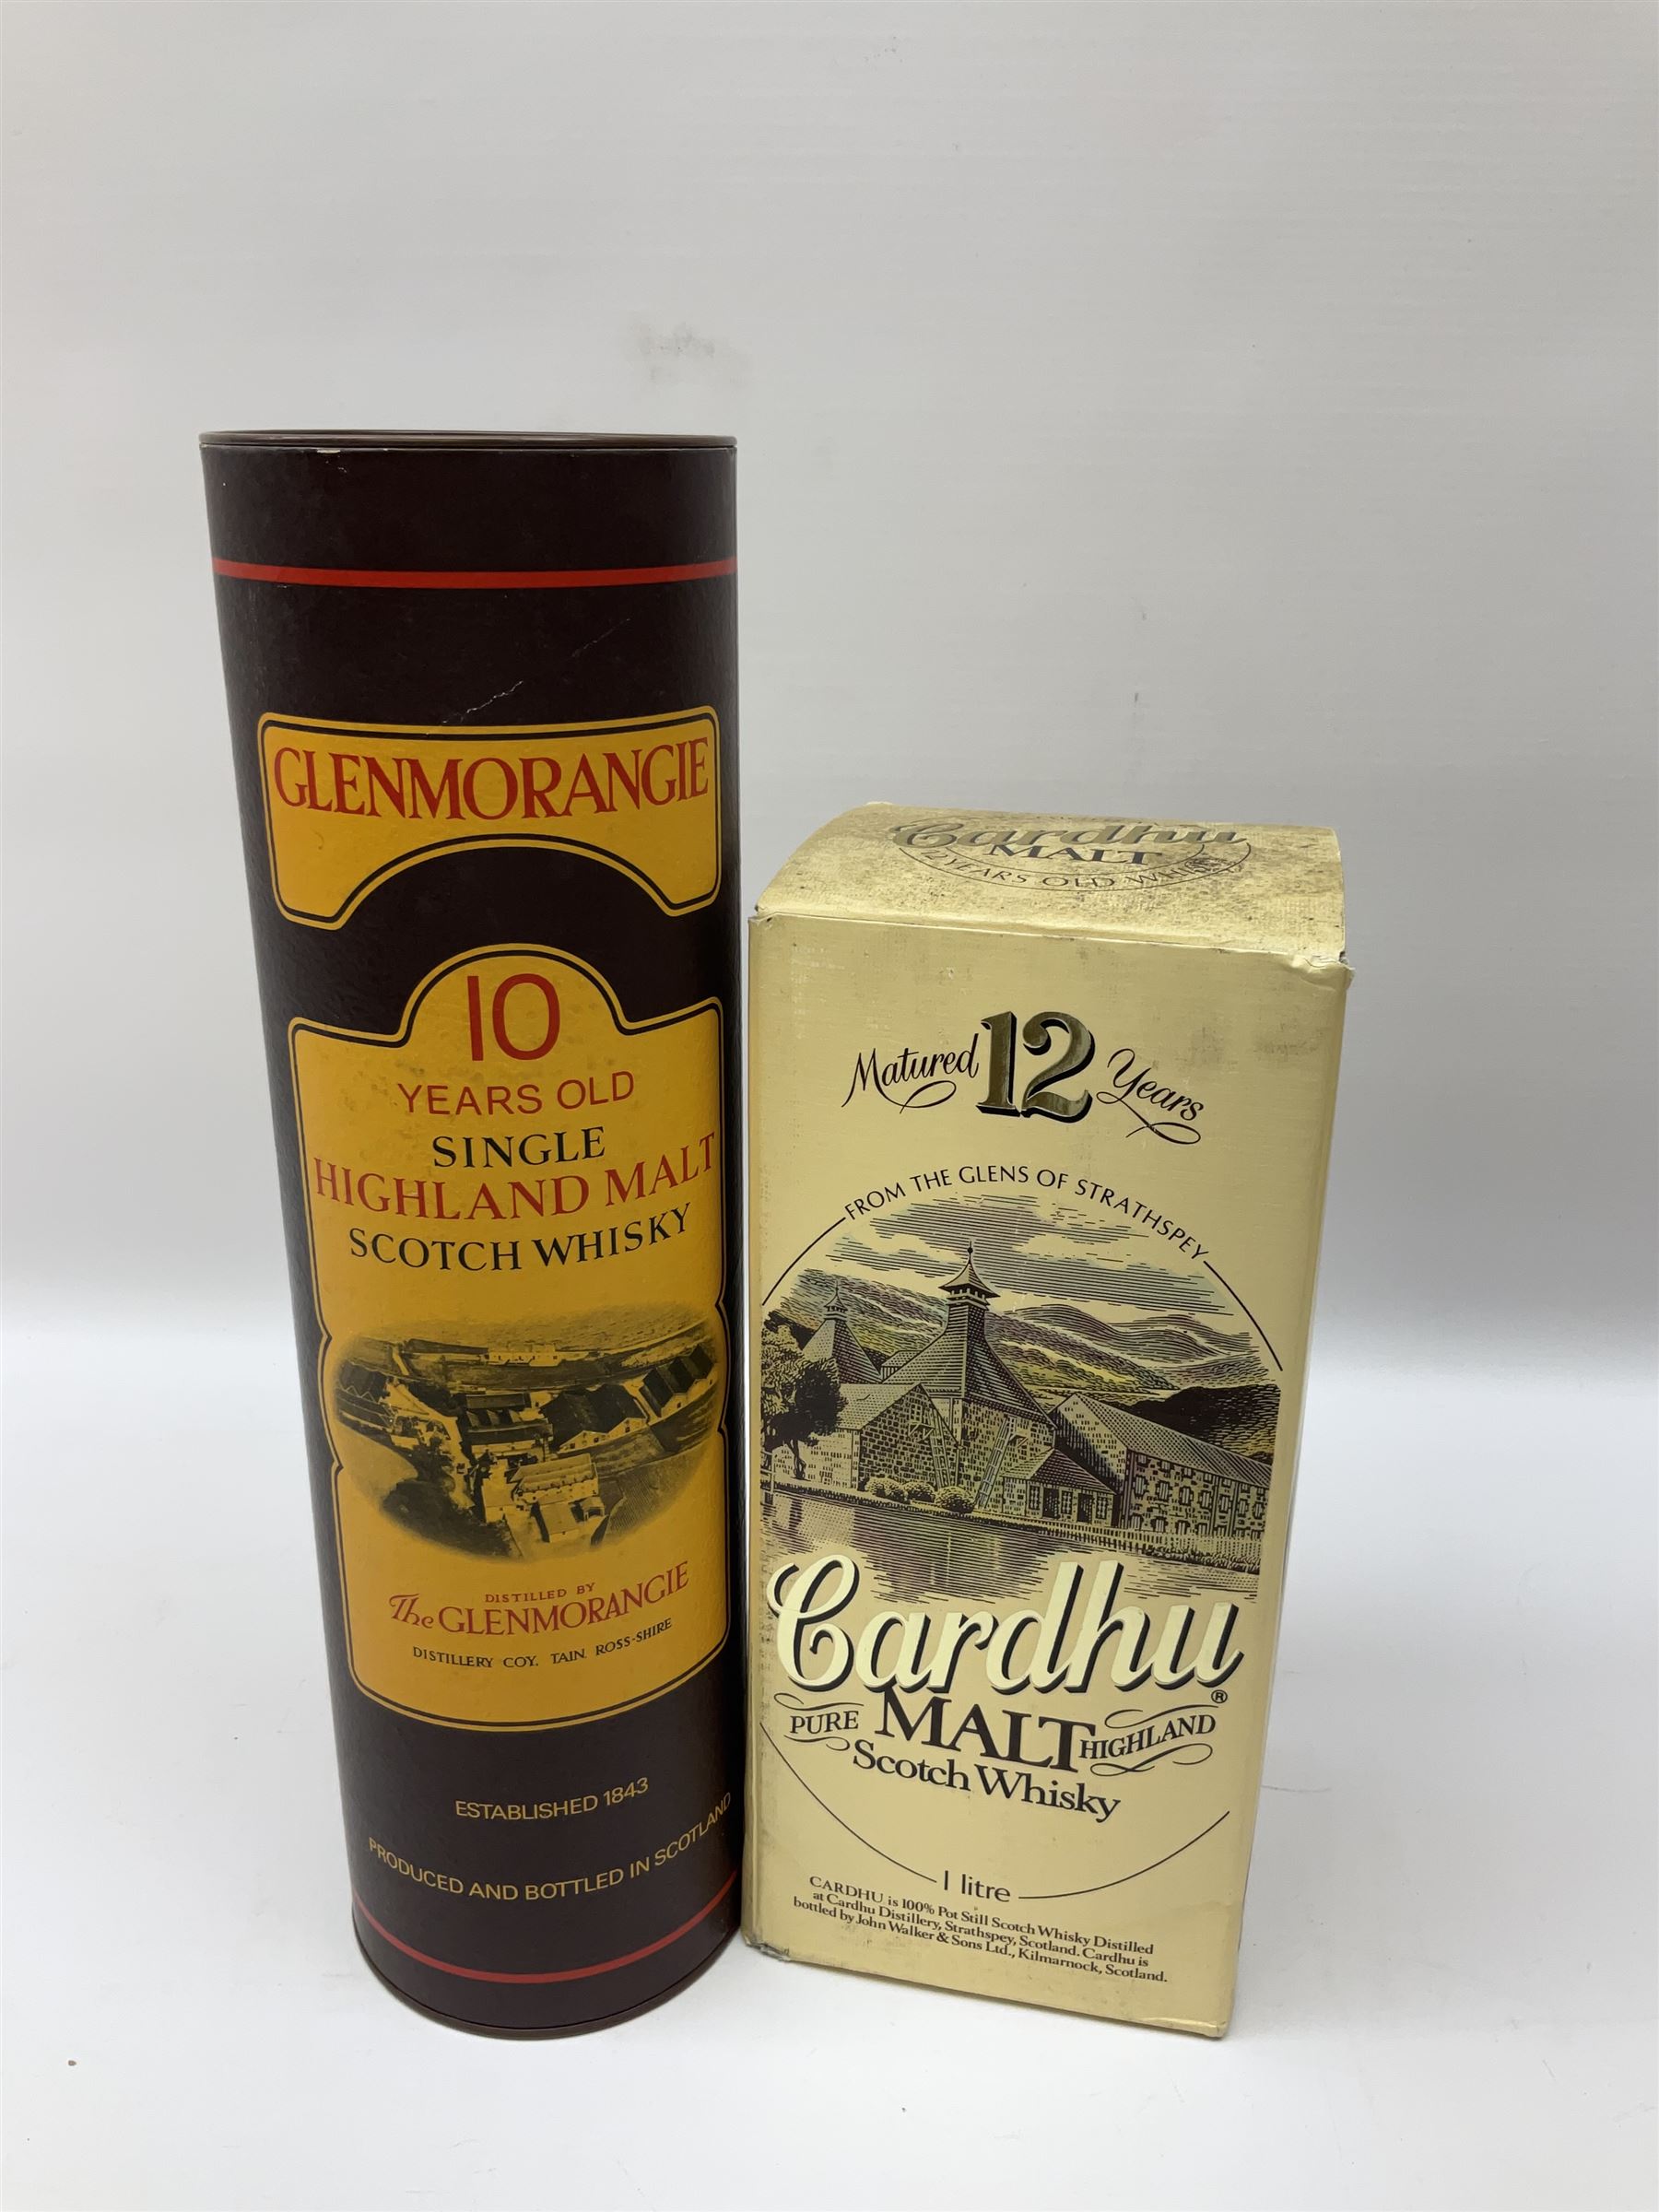 GLENMORANGIE
10
YEARS OLD
SINGLE
HIGHLAND MALT
SCOTCH WHISKY
DISTILLED BY
The GLENMORANGIE
DISTILLERY COY. TAIN. ROSS-SHIRE
ESTABLISHED 1843
PRODUCED AND BOTTLED IN SCOTLAND
Cardhu
MALT
12 YEARS OLD WHISKY
Matured 12 Years
FROM THE GLENS OF STRATHSPEY
Cardhu®
PURE MALT HIGHLAND
Scotch Whisky
1 litre
CARDHU is 100% Pot Still Scotch Whisky Distilled
at Cardhu Distillery, Strathspey, Scotland. Cardhu is
bottled by John Walker & Sons Ltd., Kilmarnock, Scotland.